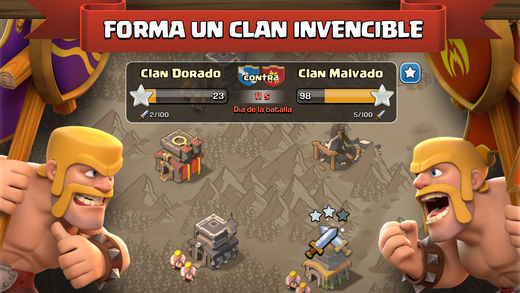 FORMA UN CLAN INVENCIBLE
Clan Dorado
CONTRA
Clan Malvado
23
11 s
98
Día de la batalla
2/100
5/100